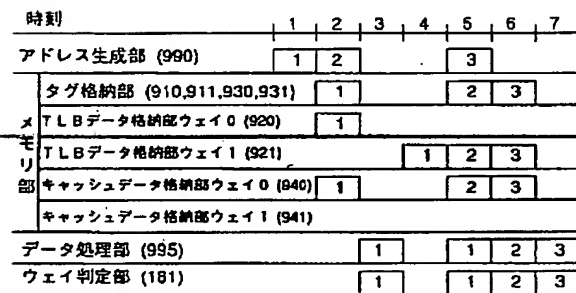 時刻 1 2 3 4 5 6 7
アドレス生成部 (990) 1 2 3
メモリ部
タグ格納部 (910,911,930,931) 1 2 3
TLBデータ格納部ウェイ0 (920) 1
TLBデータ格納部ウェイ1 (921) 1 2 3
キャッシュデータ格納部ウェイ0 (940) 1 2 3
キャッシュデータ格納部ウェイ1 (941)
データ処理部 (995) 1 1 2 3
ウェイ判定部 (181) 1 1 2 3